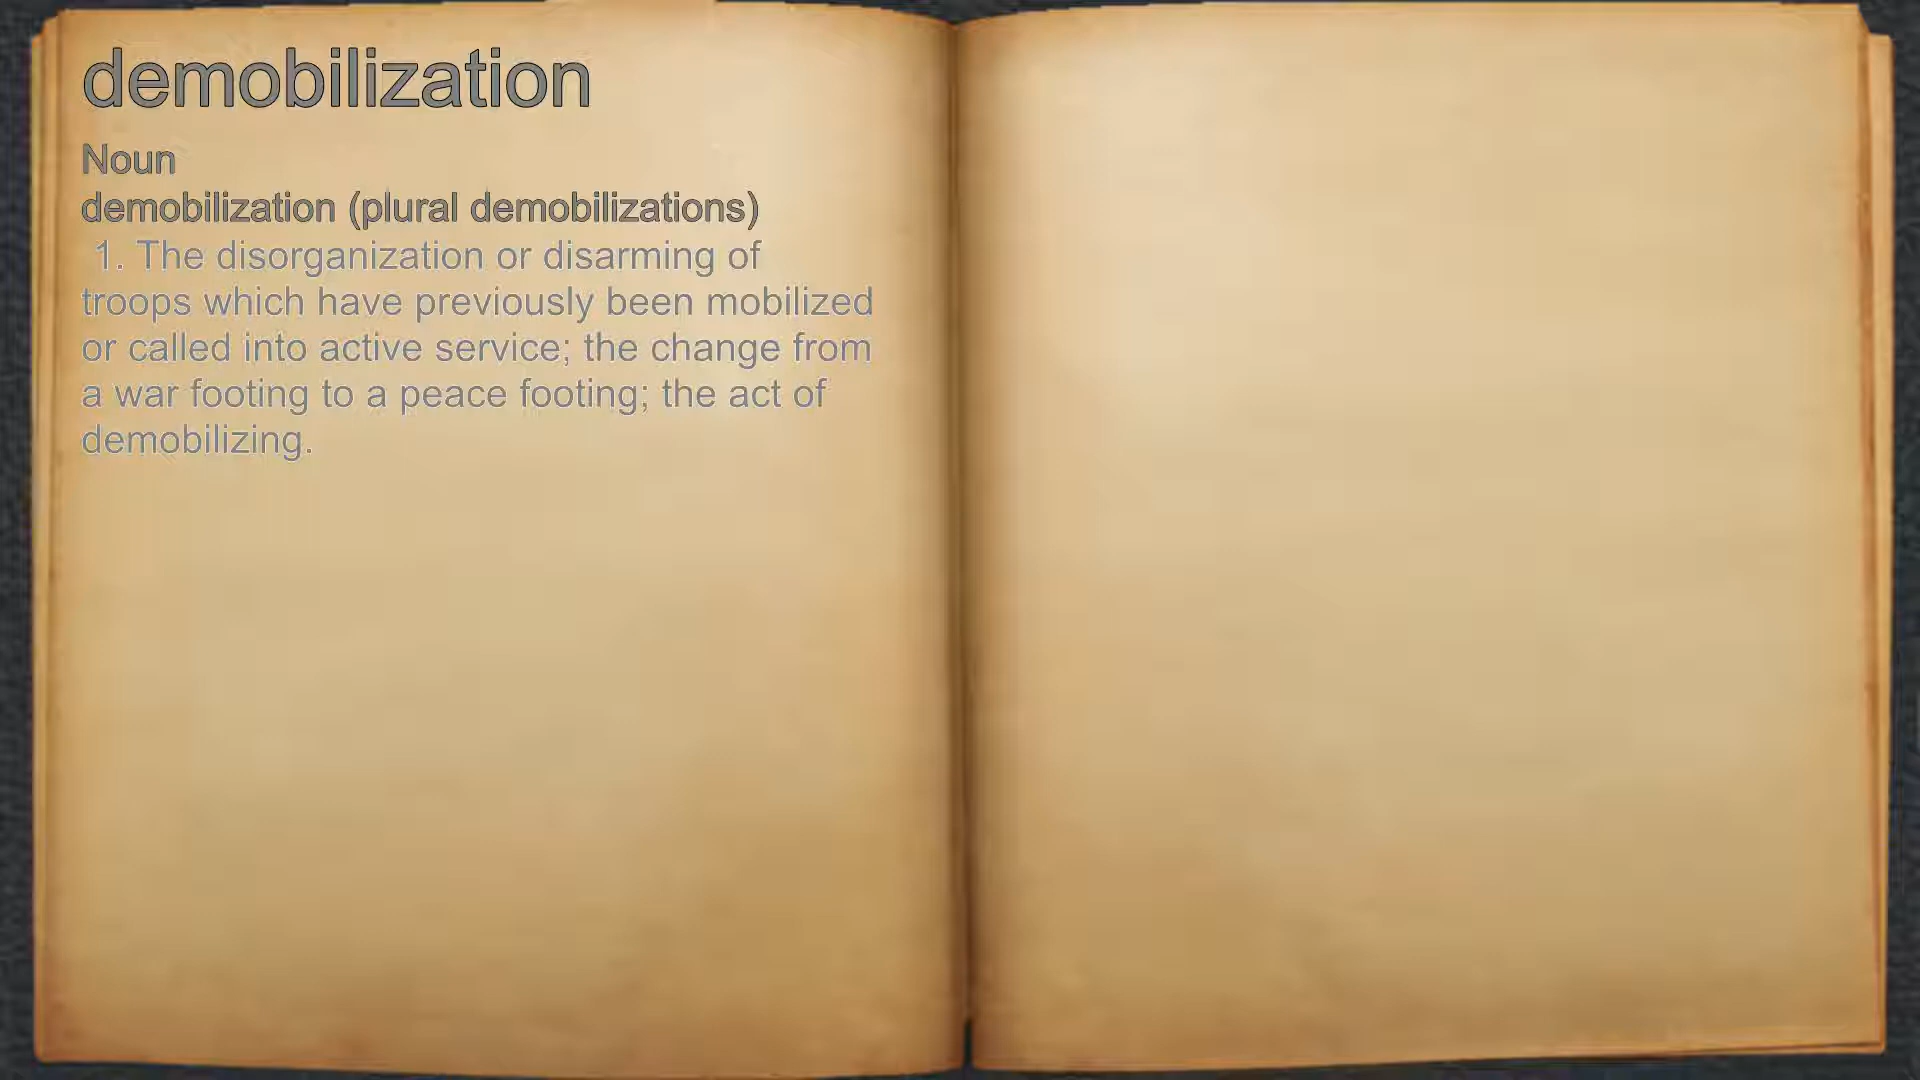 demobilization
Noun
demobilization (plural demobilizations)
1. The disorganization or disarming of
troops which have previously been mobilized
or called into active service; the change from
a war footing to a peace footing; the act of
demobilizing.